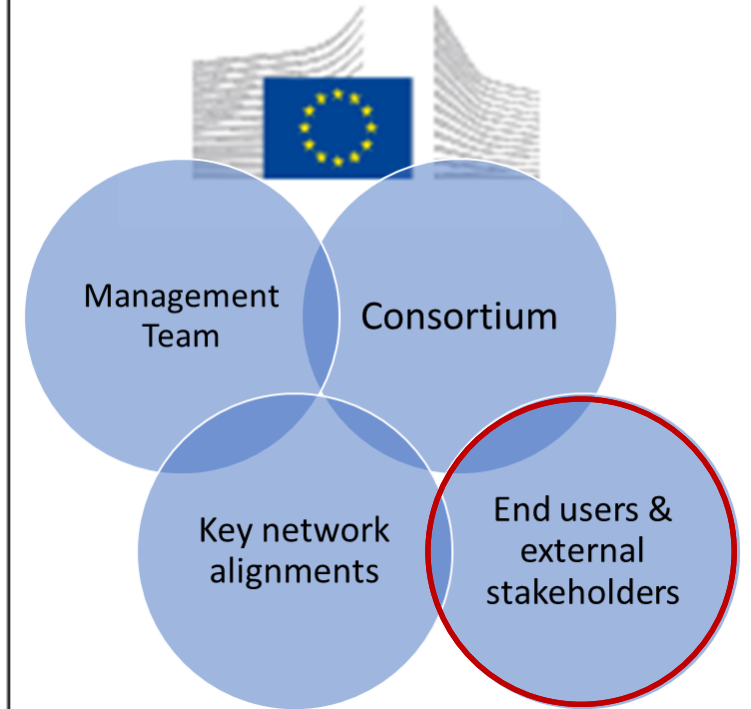 Management
Team
Consortium
Key network
alignments
End users &
external
stakeholders